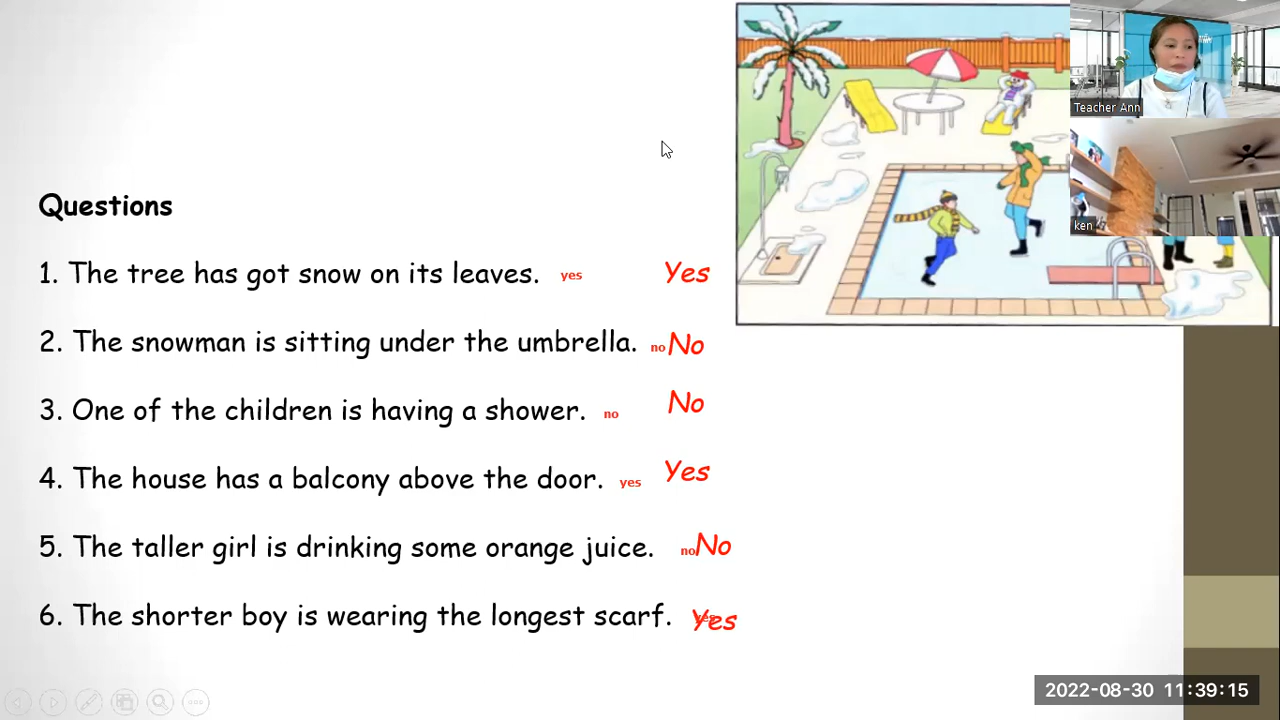 Teacher Ann
ken
Questions
1. The tree has got snow on its leaves. yes Yes
2. The snowman is sitting under the umbrella. no No
3. One of the children is having a shower. no No
4. The house has a balcony above the door. yes Yes
5. The taller girl is drinking some orange juice. no No
6. The shorter boy is wearing the longest scarf. yes Yes
2022-08-30 11:39:15